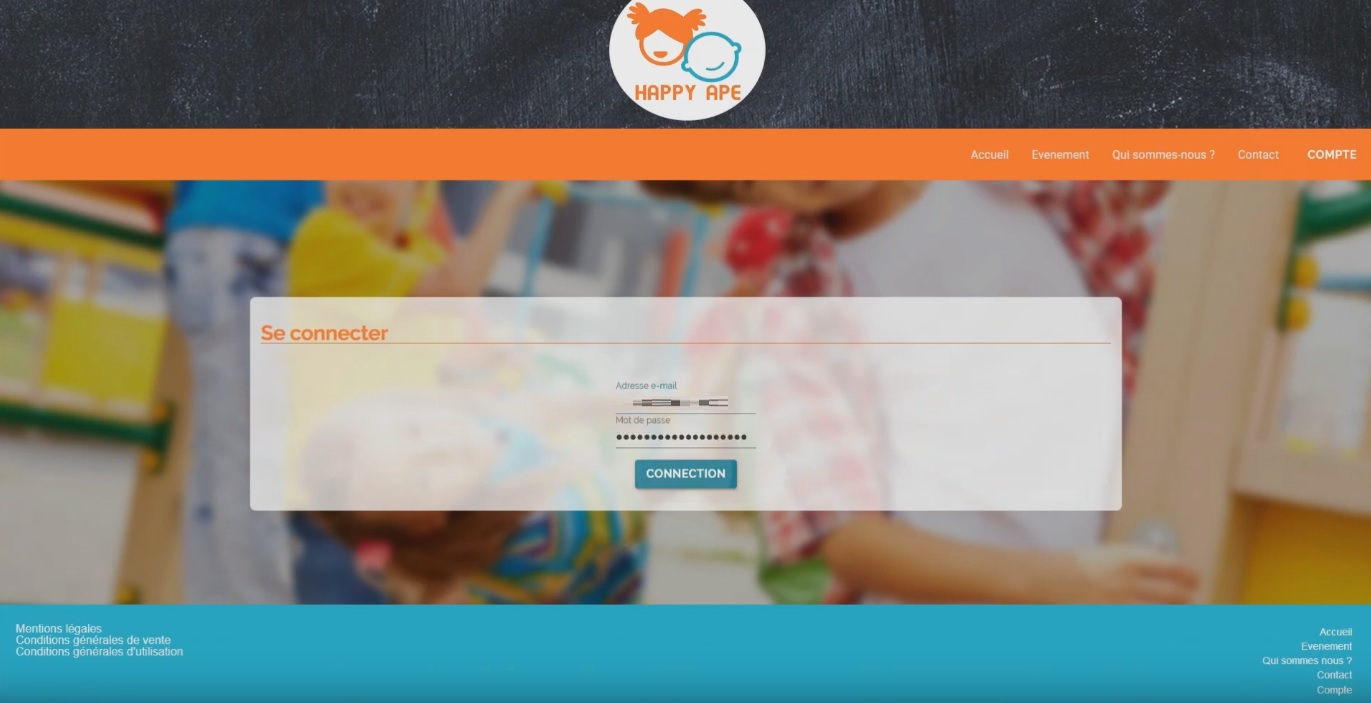 HAPPY APE
Accueil Evenement Qui sommes-nous ? Contact COMPTE
Se connecter
Adresse e-mail
Mot de passe
CONNECTION
Mentions légales
Conditions générales de vente
Conditions générales d'utilisation
Accueil
Evenement
Qui sommes nous ?
Contact
Compte